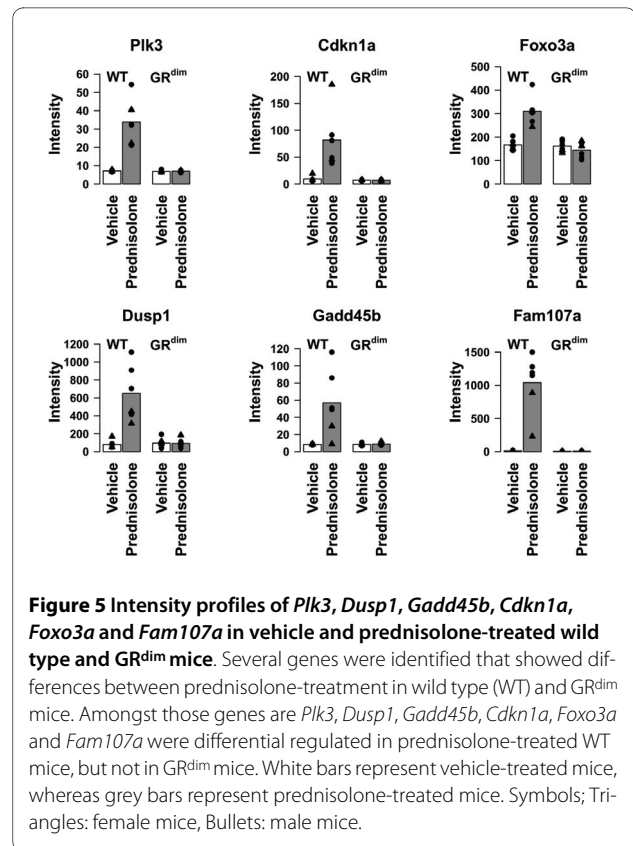 Plk3
Cdkn1a
Foxo3a
WT GRdim
WT GRdim
WT GRdim
Intensity
60
50
40
30
20
10
0
Intensity
200
150
100
50
0
Intensity
500
400
300
200
100
0
Vehicle
Prednisolone
Vehicle
Prednisolone
Vehicle
Prednisolone
Vehicle
Prednisolone
Vehicle
Prednisolone
Vehicle
Prednisolone
Dusp1
Gadd45b
Fam107a
WT GRdim
WT GRdim
WT GRdim
Intensity
1200
1000
800
600
400
200
0
Intensity
120
100
80
60
40
20
0
Intensity
1500
1000
500
0
Vehicle
Prednisolone
Vehicle
Prednisolone
Vehicle
Prednisolone
Vehicle
Prednisolone
Vehicle
Prednisolone
Vehicle
Prednisolone
Figure 5 Intensity profiles of Plk3, Dusp1, Gadd45b, Cdkn1a,
Foxo3a and Fam107a in vehicle and prednisolone-treated wild
type and GRdim mice. Several genes were identified that showed dif-
ferences between prednisolone-treatment in wild type (WT) and GRdim
mice. Amongst those genes are Plk3, Dusp1, Gadd45b, Cdkn1a, Foxo3a
and Fam107a were differential regulated in prednisolone-treated WT
mice, but not in GRdim mice. White bars represent vehicle-treated mice,
whereas grey bars represent prednisolone-treated mice. Symbols; Tri-
angles: female mice, Bullets: male mice.